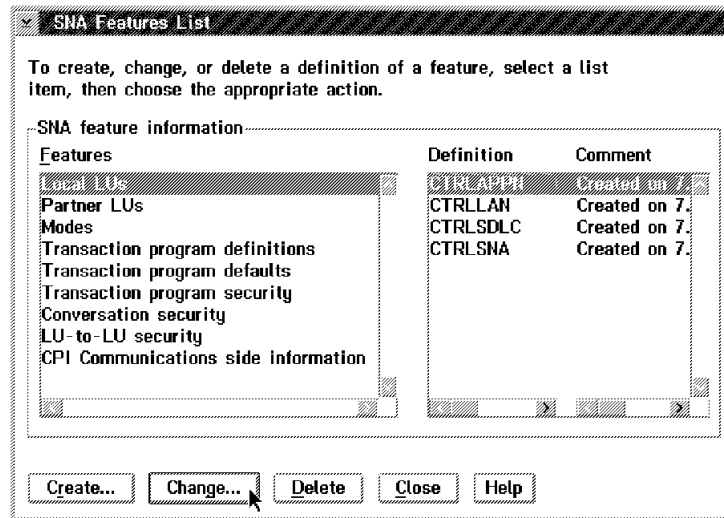 SNA Features List
To create, change, or delete a definition of a feature, select a list
item, then choose the appropriate action.
SNA feature information
Features
Local LUs
Partner LUs
Modes
Transaction program definitions
Transaction program defaults
Transaction program security
Conversation security
LU-to-LU security
CPI Communications side information
Definition Comment
CTRLAPPN Created on 7.
CTRLLAN Created on 7.
CTRLSDLC Created on 7.
CTRLSNA Created on 7.
Create... Change... Delete Close Help